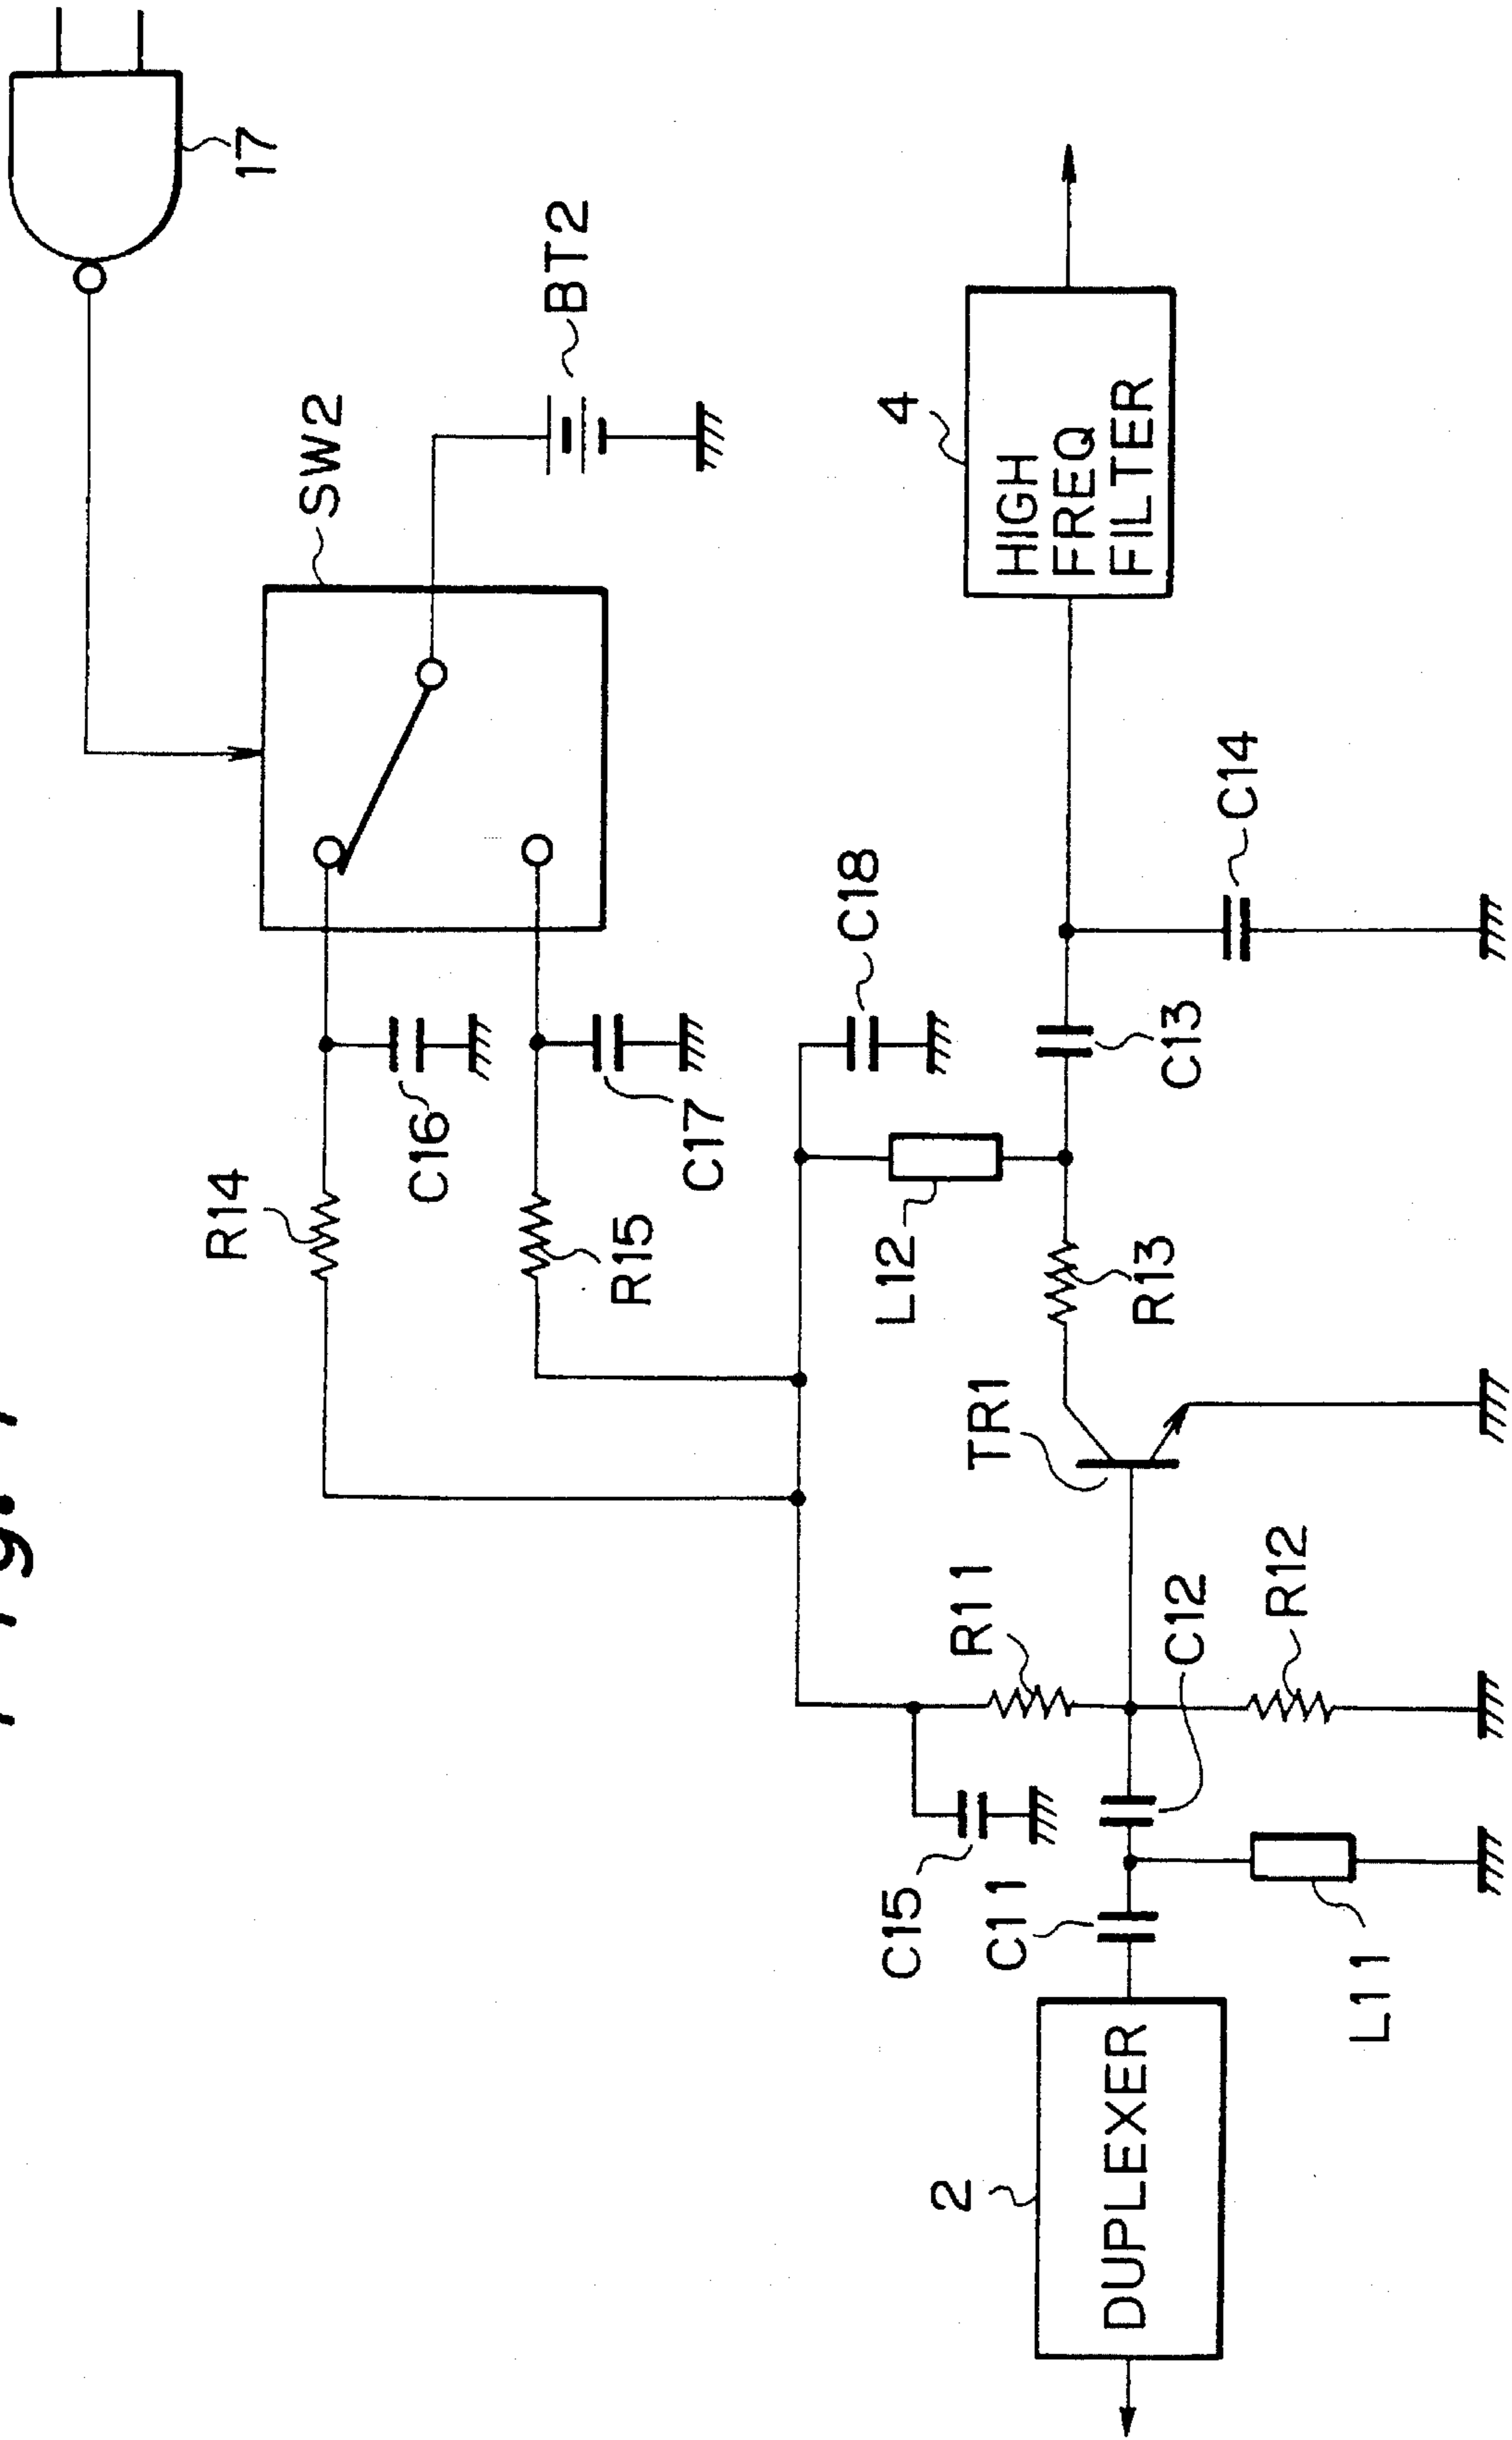 17
SW2
BT2
R14
C16
R15
C17
C18
4
HIGH
FREQ
FILTER
L12
C13
C14
R13
TR1
R11
C12
R12
C15
C11
L11
2
DUPLEXER